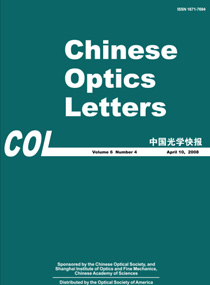 ISSN 1671-7694
Chinese
Optics
Letters
COL
中国光学快报
Volume 6 Number 4
April 10, 2008
Sponsored by the Chinese Optical Society, and
Shanghai Institute of Optics and Fine Mechanics,
Chinese Academy of Sciences
Distributed by the Optical Society of America